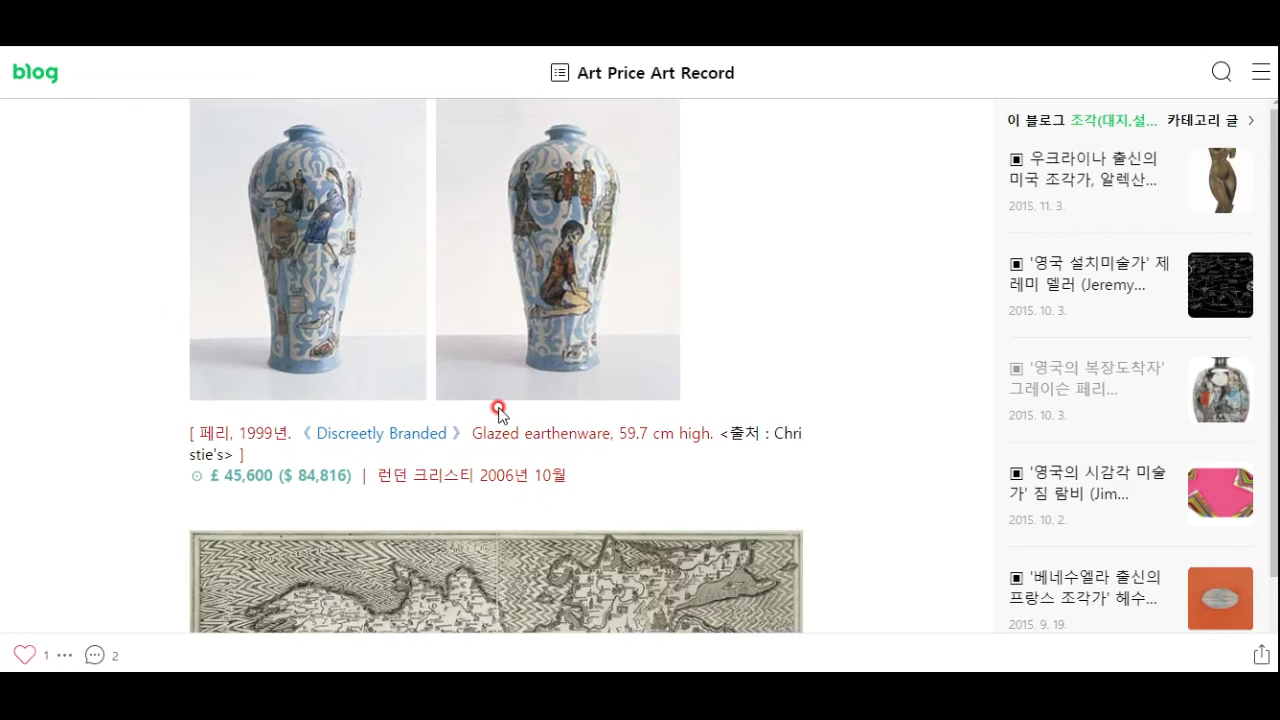 blog
Art Price Art Record
[ 페리, 1999년. 《 Discreetly Branded 》 Glazed earthenware, 59.7 cm high. <출처 : Chri
stie's> ]
⊙ £ 45,600 ($ 84,816) | 런던 크리스티 2006년 10월
이 블로그 조각(대지,설... 카테고리 글 >
▣ 우크라이나 출신의
미국 조각가, 알렉산...
2015. 11. 3.
▣ '영국 설치미술가' 제
레미 델러 (Jeremy...
2015. 10. 3.
▣ '영국의 복장도착자'
그레이슨 페리...
2015. 10. 3.
▣ '영국의 시감각 미술
가' 짐 람비 (Jim...
2015. 10. 2.
▣ '베네수엘라 출신의
프랑스 조각가' 헤수...
2015. 9. 19.
1 ••• 2